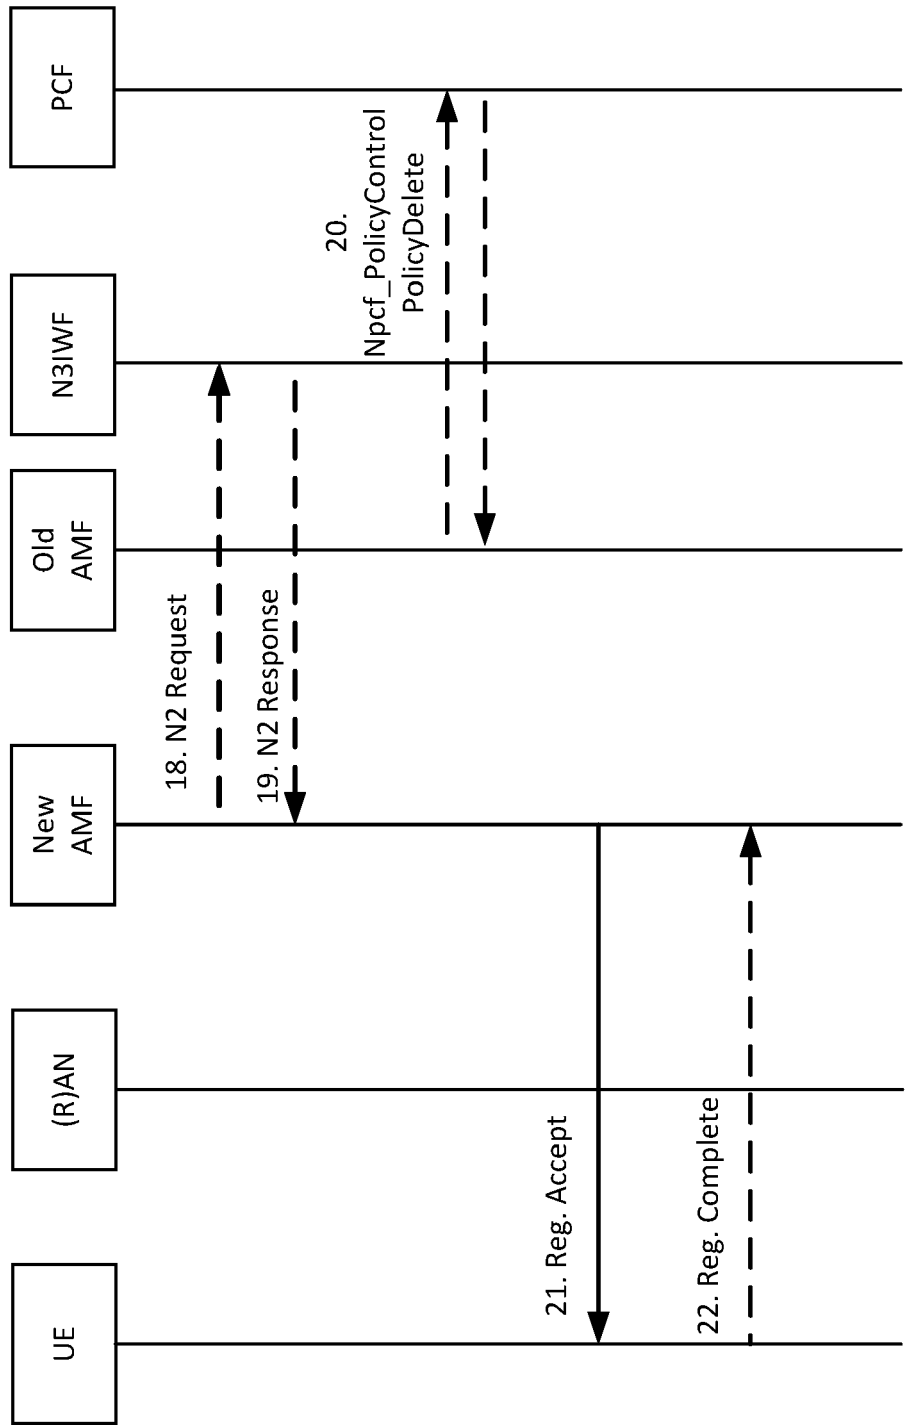 UE
(R)AN
New
AMF
Old
AMF
N3IWF
PCF
18. N2 Request
19. N2 Response
20.
Npcf_PolicyControl
PolicyDelete
21. Reg. Accept
22. Reg. Complete